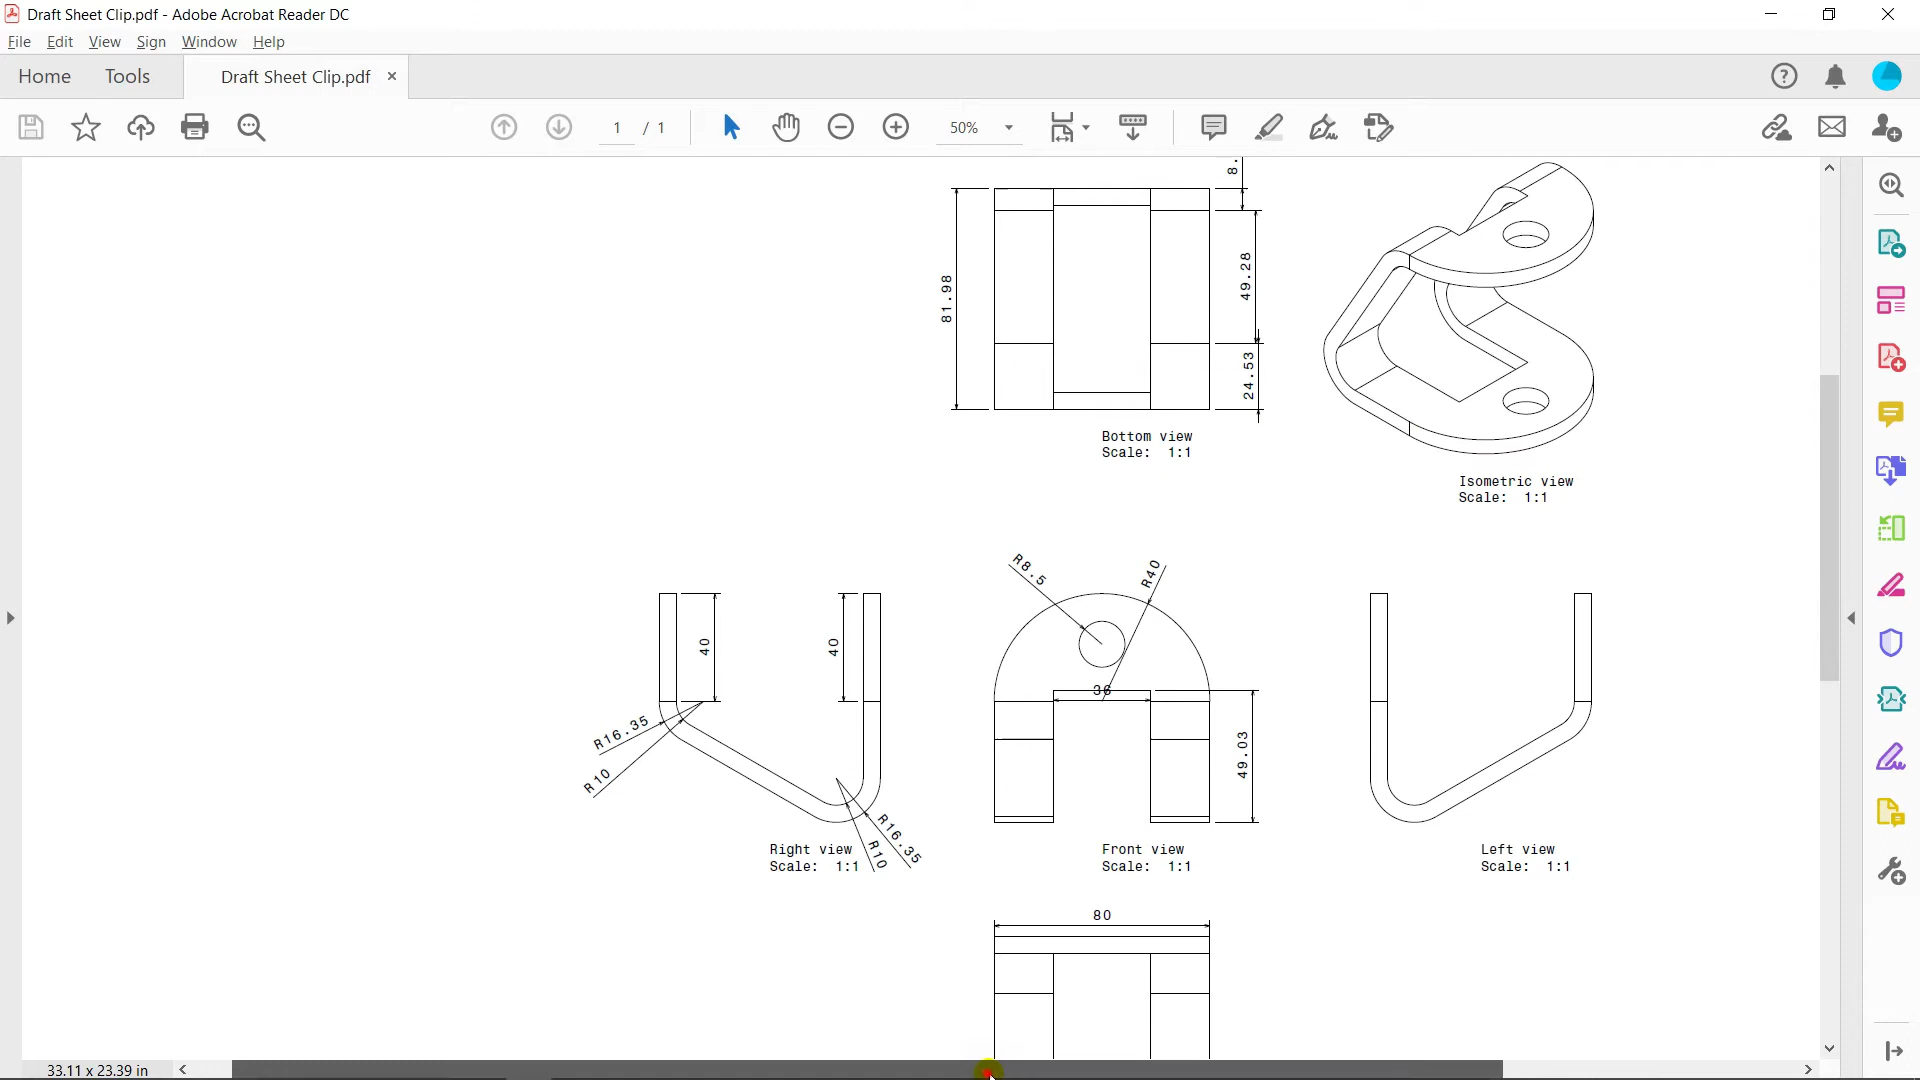 Draft Sheet Clip.pdf - Adobe Acrobat Reader DC
File Edit View Sign Window Help
Home Tools Draft Sheet Clip.pdf ×
1 / 1 50%
8.
81.98
49.28
24.53
Bottom view
Scale: 1:1
Isometric view
Scale: 1:1
40
40
R16.35
R10
R16.35
R10
Right view
Scale: 1:1
R8.5
R40
36
49.03
Front view
Scale: 1:1
Left view
Scale: 1:1
80
33.11 x 23.39 in